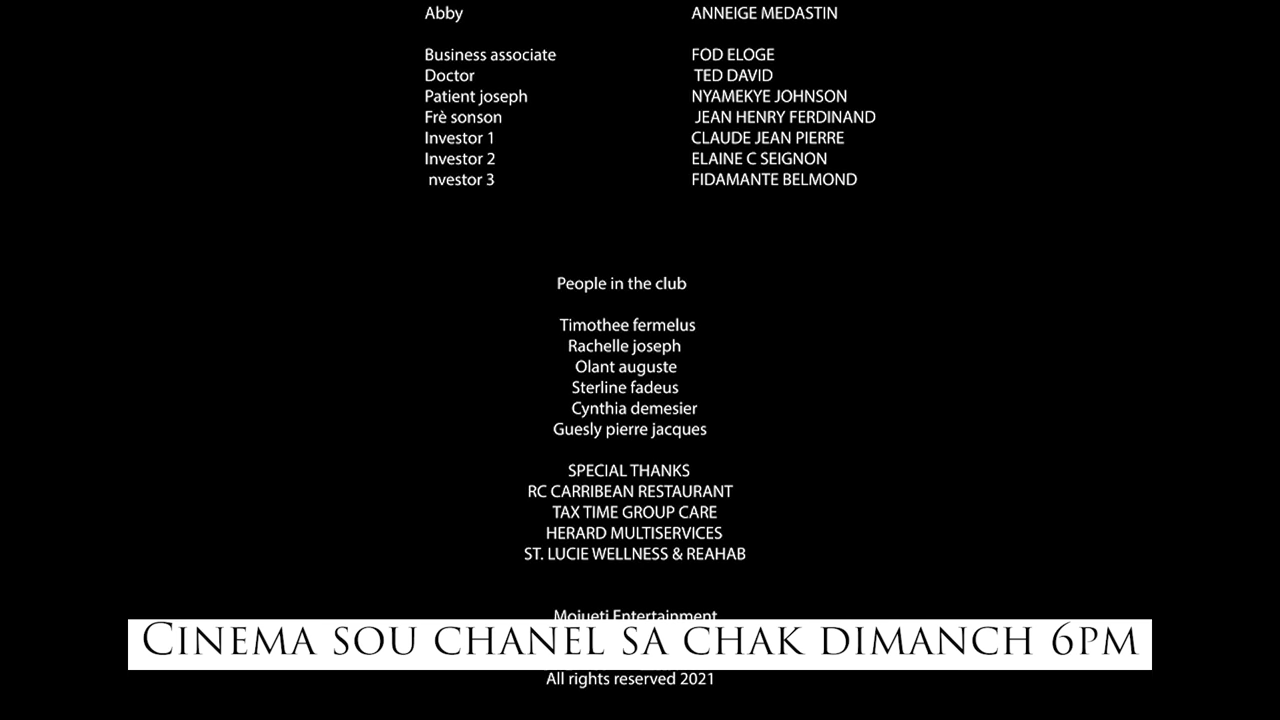 Abby ANNEIGE MEDASTIN
Business associate FOD ELOGE
Doctor TED DAVID
Patient joseph NYAMEKYE JOHNSON
Frè sonson JEAN HENRY FERDINAND
Investor 1 CLAUDE JEAN PIERRE
Investor 2 ELAINE C SEIGNON
nvestor 3 FIDAMANTE BELMOND
People in the club
Timothee fermelus
Rachelle joseph
Olant auguste
Sterline fadeus
Cynthia demesier
Guesly pierre jacques
SPECIAL THANKS
RC CARRIBEAN RESTAURANT
TAX TIME GROUP CARE
HERARD MULTISERVICES
ST. LUCIE WELLNESS & REAHAB
Mojueti Entertainment
CINEMA SOU CHANEL SA CHAK DIMANCH 6PM
All rights reserved 2021